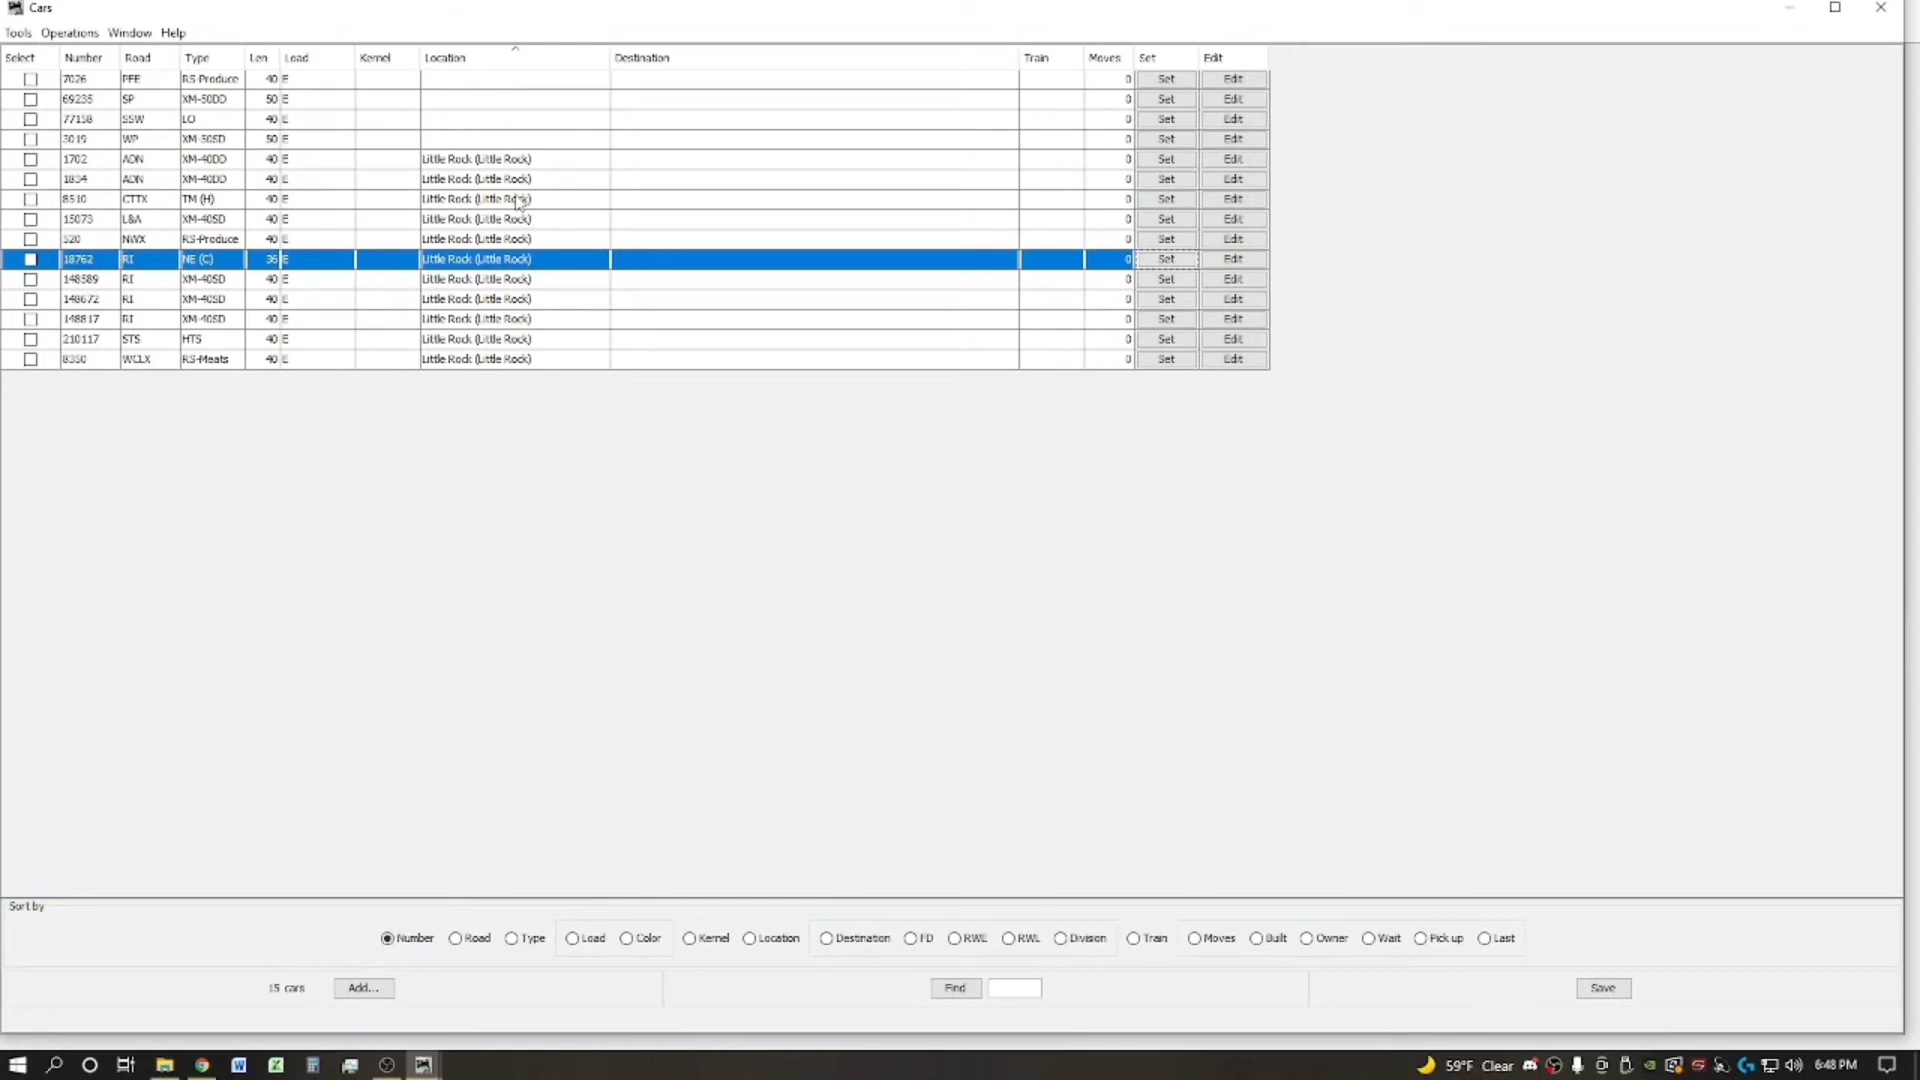 Cars
Tools Operations Window Help
Select Number Road Type Len Load Kernel Location Destination Train Moves Set Edit
7026 PFE RS-Produce 40 E 0 Set Edit
69235 SP XM-50DD 50 E 0 Set Edit
77158 SSW LO 40 E 0 Set Edit
3019 WP XM-50SD 50 E 0 Set Edit
1702 ADN XM-40DD 40 E Little Rock (Little Rock) 0 Set Edit
1834 ADN XM-40DD 40 E Little Rock (Little Rock) 0 Set Edit
8510 CTTX TM (H) 40 E Little Rock (Little Rock) 0 Set Edit
15073 L&A XM-40SD 40 E Little Rock (Little Rock) 0 Set Edit
520 NWX RS-Produce 40 E Little Rock (Little Rock) 0 Set Edit
18762 RI NE (C) 36 E Little Rock (Little Rock) 0 Set Edit
148589 RI XM-40SD 40 E Little Rock (Little Rock) 0 Set Edit
148672 RI XM-40SD 40 E Little Rock (Little Rock) 0 Set Edit
148817 RI XM-40SD 40 E Little Rock (Little Rock) 0 Set Edit
210117 STS HTS 40 E Little Rock (Little Rock) 0 Set Edit
8350 WCLX RS-Meats 40 E Little Rock (Little Rock) 0 Set Edit
Sort by
Number Road Type Load Color Kernel Location Destination FD RWE RWL Division Train Moves Built Owner Wait Pick up Last
15 cars Add... Find Save
59°F Clear 6:48 PM